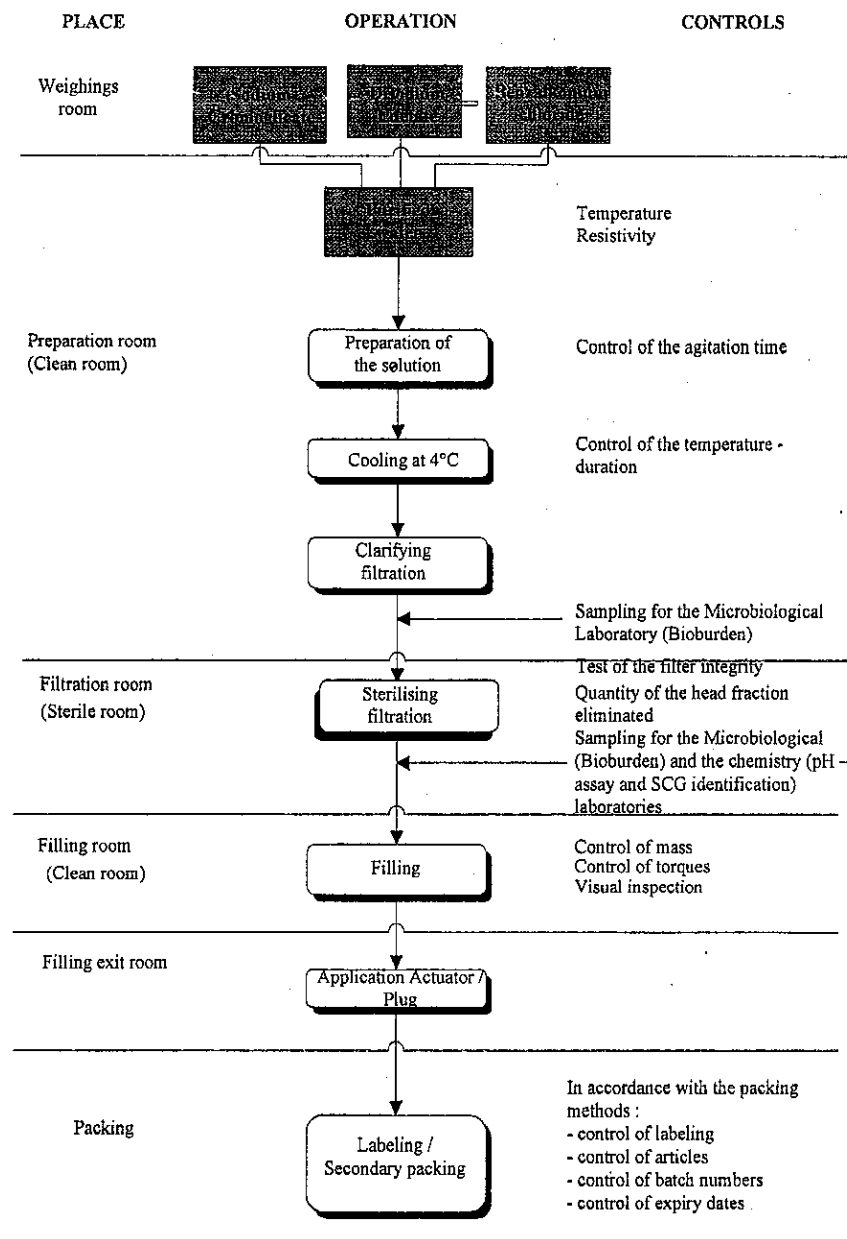 PLACE OPERATION CONTROLS
Weighings
room
Temperature
Resistivity
Preparation room
(Clean room)
Preparation of
the solution
Control of the agitation time
Cooling at 4°C
Control of the temperature -
duration
Clarifying
filtration
Sampling for the Microbiological
Laboratory (Bioburden)
Test of the filter integrity
Filtration room
(Sterile room)
Sterilising
filtration
Quantity of the head fraction
eliminated
Sampling for the Microbiological
(Bioburden) and the chemistry (pH –
assay and SCG identification)
laboratories
Filling room
(Clean room)
Filling
Control of mass
Control of torques
Visual inspection
Filling exit room
Application Actuator /
Plug
Packing
Labeling /
Secondary packing
In accordance with the packing
methods :
- control of labeling
- control of articles
- control of batch numbers
- control of expiry dates